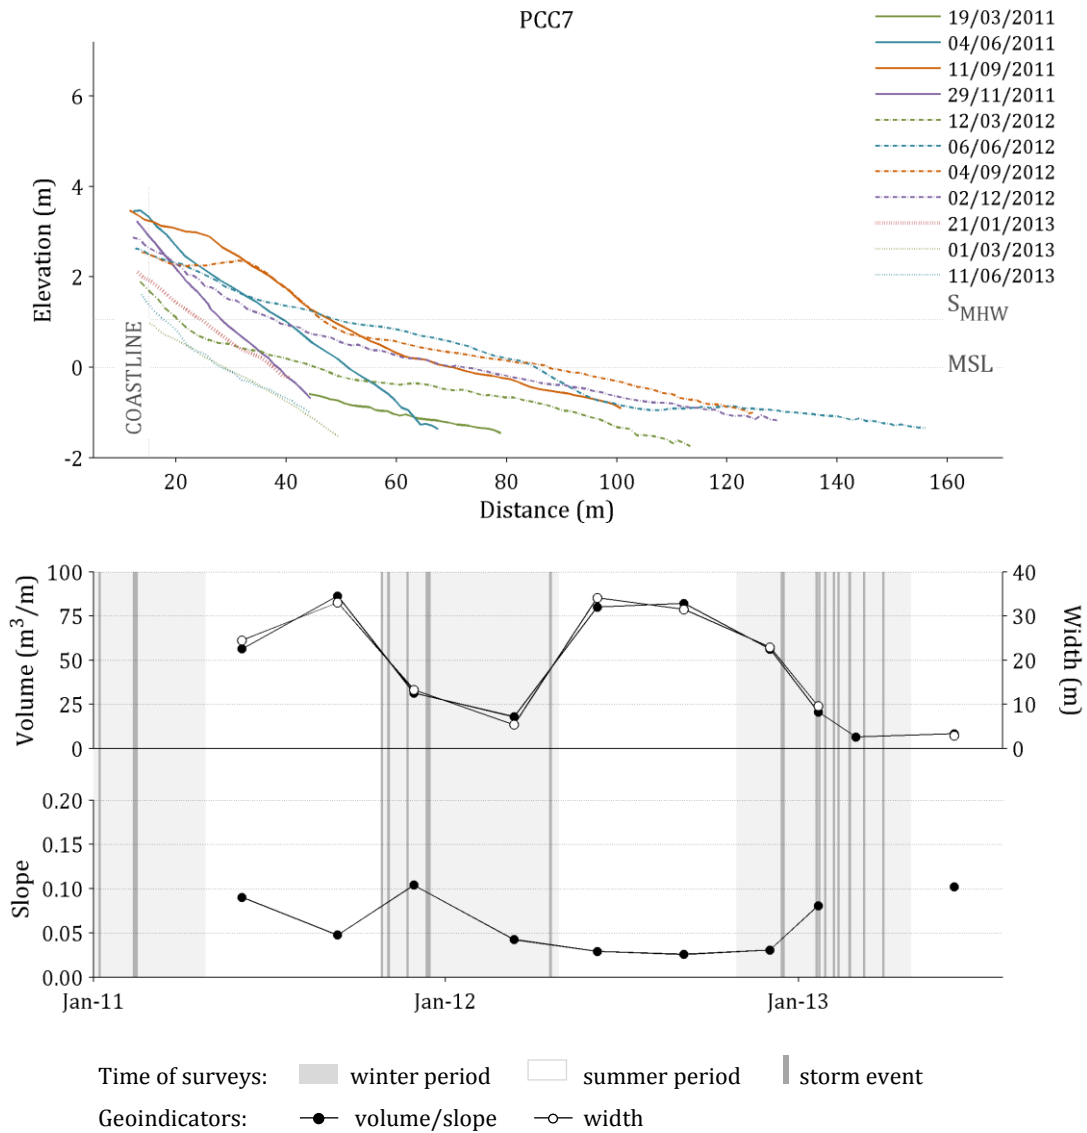 PCC7
19/03/2011
04/06/2011
11/09/2011
29/11/2011
12/03/2012
06/06/2012
04/09/2012
02/12/2012
21/01/2013
01/03/2013
11/06/2013
6
4
2
0
-2
Elevation (m)
COASTLINE
SMHW
MSL
20 40 60 80 100 120 140 160
Distance (m)
100
75
50
25
0
Volume (m³/m)
40
30
20
10
0
Width (m)
0.20
0.15
0.10
0.05
0.00
Slope
Jan-11 Jan-12 Jan-13
Time of surveys: winter period summer period storm event
Geoindicators: volume/slope width